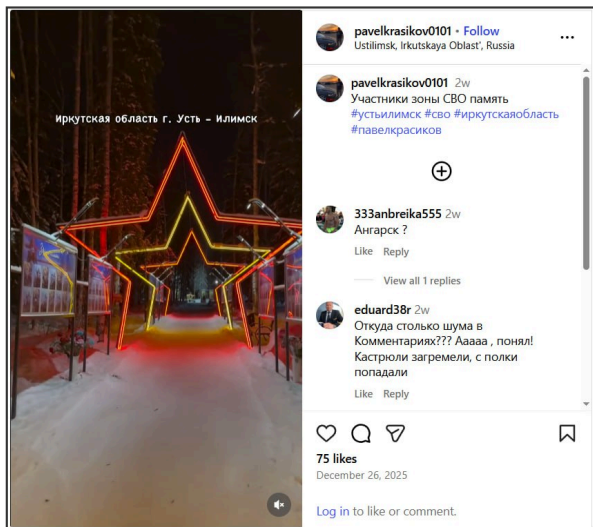 Иркутская область г. Усть – Илимск
pavelkrasikov0101 • Follow
Ustilimsk, Irkutskaya Oblast', Russia
pavelkrasikov0101 2w
Участники зоны СВО память
#устьилимск #сво #иркутскаяобласть
#павелкрасиков
333anbreika555 2w
Ангарск ?
Like Reply
View all 1 replies
eduard38r 2w
Откуда столько шума в
Комментариях??? Ааааа , понял!
Кастрюли загремели, с полки
попадали
Like Reply
75 likes
December 26, 2025
Log in to like or comment.